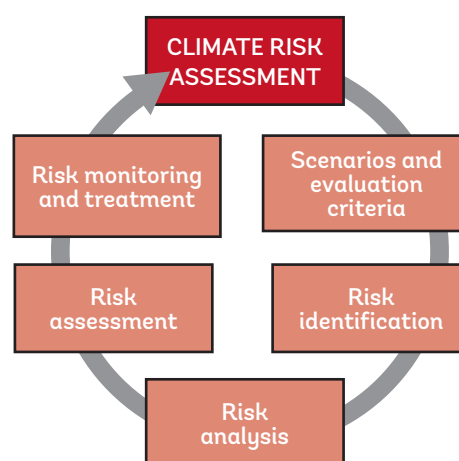 CLIMATE RISK
ASSESSMENT
Scenarios and
evaluation
criteria
Risk
identification
Risk
analysis
Risk
assessment
Risk monitoring
and treatment